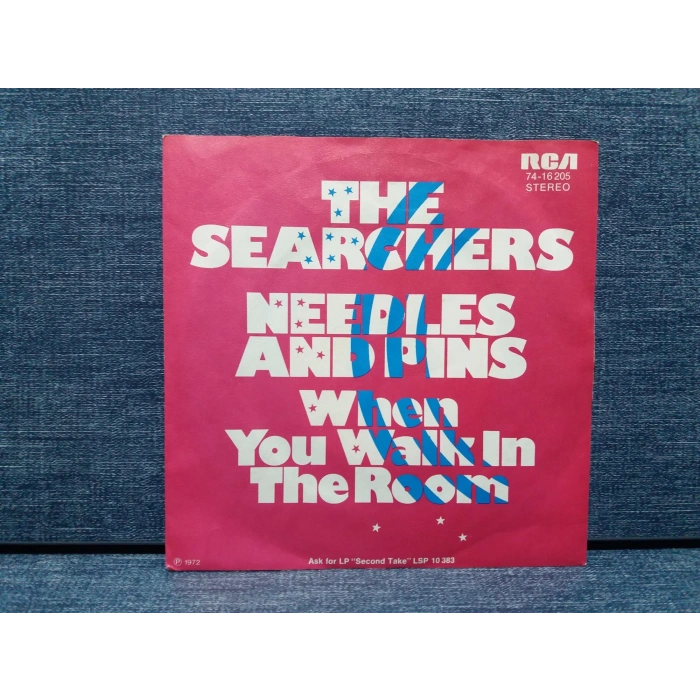 RCA
74-16 205
STEREO
THE
SEARCHERS
NEEDLES
AND PINS
When
You Walk In
The Room
Ⓟ 1972
Ask for LP "Second Take" LSP 10 383